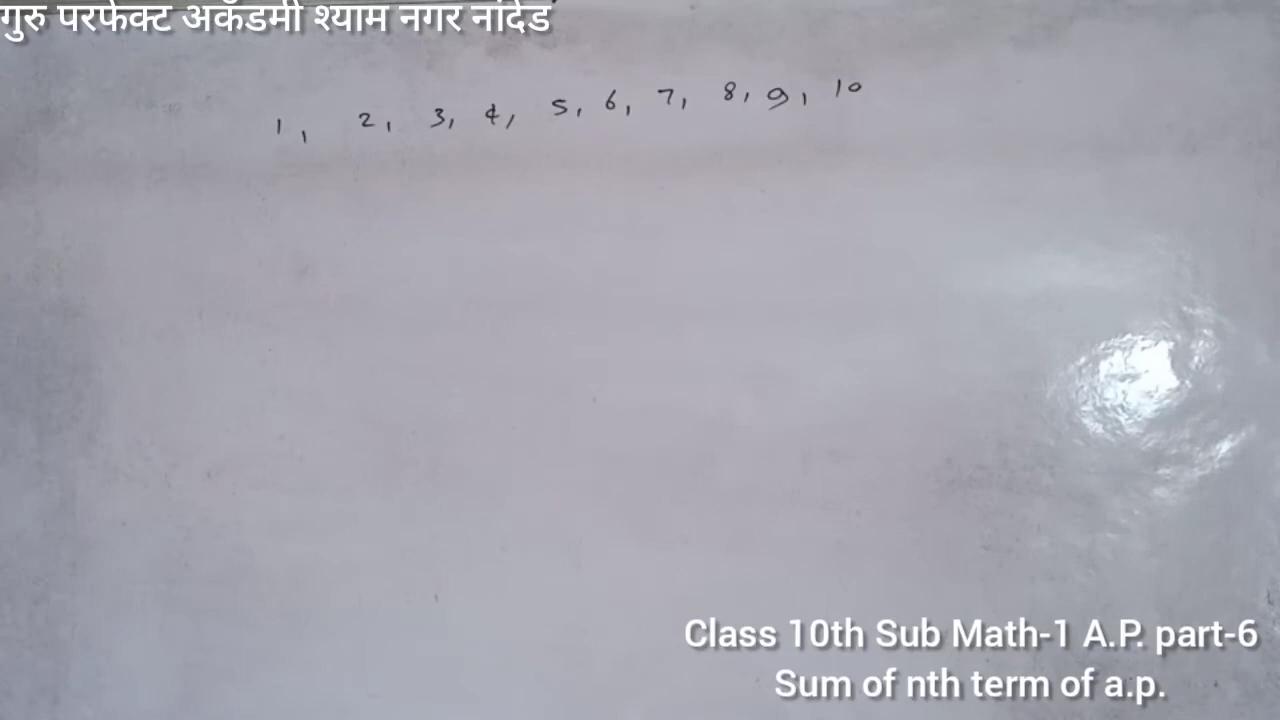 गुरु परफेक्ट अकॅडमी श्याम नगर नांदेड
1, 2, 3, 4, 5, 6, 7, 8, 9, 10
Class 10th Sub Math-1 A.P. part-6
Sum of nth term of a.p.